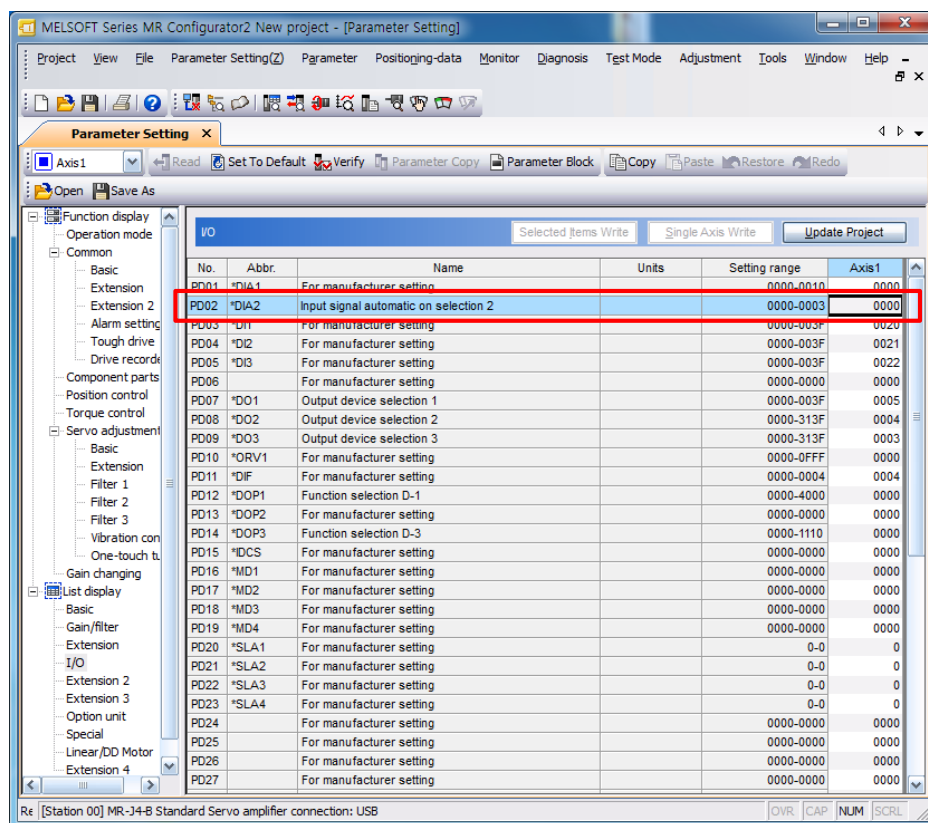 MELSOFT Series MR Configurator2 New project - [Parameter Setting]
Project View File Parameter Setting(Z) Parameter Positioning-data Monitor Diagnosis Test Mode Adjustment Tools Window Help
Parameter Setting ×
Axis1 Read Set To Default Verify Parameter Copy Parameter Block Copy Paste Restore Redo
Open Save As
Function display
Operation mode
Common
Basic
Extension
Extension 2
Alarm setting
Tough drive
Drive recorde
Component parts
Position control
Torque control
Servo adjustment
Basic
Extension
Filter 1
Filter 2
Filter 3
Vibration con
One-touch tu
Gain changing
List display
Basic
Gain/filter
Extension
I/O
Extension 2
Extension 3
Option unit
Special
Linear/DD Motor
Extension 4
I/O Selected Items Write Single Axis Write Update Project
No. Abbr. Name Units Setting range Axis1
PD01 *DIA1 For manufacturer setting 0000-0010 0000
PD02 *DIA2 Input signal automatic on selection 2 0000-0003 0000
PD03 *DI1 For manufacturer setting 0000-003F 0020
PD04 *DI2 For manufacturer setting 0000-003F 0021
PD05 *DI3 For manufacturer setting 0000-003F 0022
PD06 For manufacturer setting 0000-0000 0000
PD07 *DO1 Output device selection 1 0000-003F 0005
PD08 *DO2 Output device selection 2 0000-313F 0004
PD09 *DO3 Output device selection 3 0000-313F 0003
PD10 *ORV1 For manufacturer setting 0000-0FFF 0000
PD11 *DIF For manufacturer setting 0000-0004 0004
PD12 *DOP1 Function selection D-1 0000-4000 0000
PD13 *DOP2 For manufacturer setting 0000-0000 0000
PD14 *DOP3 Function selection D-3 0000-1110 0000
PD15 *IDCS For manufacturer setting 0000-0000 0000
PD16 *MD1 For manufacturer setting 0000-0000 0000
PD17 *MD2 For manufacturer setting 0000-0000 0000
PD18 *MD3 For manufacturer setting 0000-0000 0000
PD19 *MD4 For manufacturer setting 0000-0000 0000
PD20 *SLA1 For manufacturer setting 0-0 0
PD21 *SLA2 For manufacturer setting 0-0 0
PD22 *SLA3 For manufacturer setting 0-0 0
PD23 *SLA4 For manufacturer setting 0-0 0
PD24 For manufacturer setting 0000-0000 0000
PD25 For manufacturer setting 0000-0000 0000
PD26 For manufacturer setting 0000-0000 0000
PD27 For manufacturer setting 0000-0000 0000
Re [Station 00] MR-J4-B Standard Servo amplifier connection: USB OVR CAP NUM SCRL